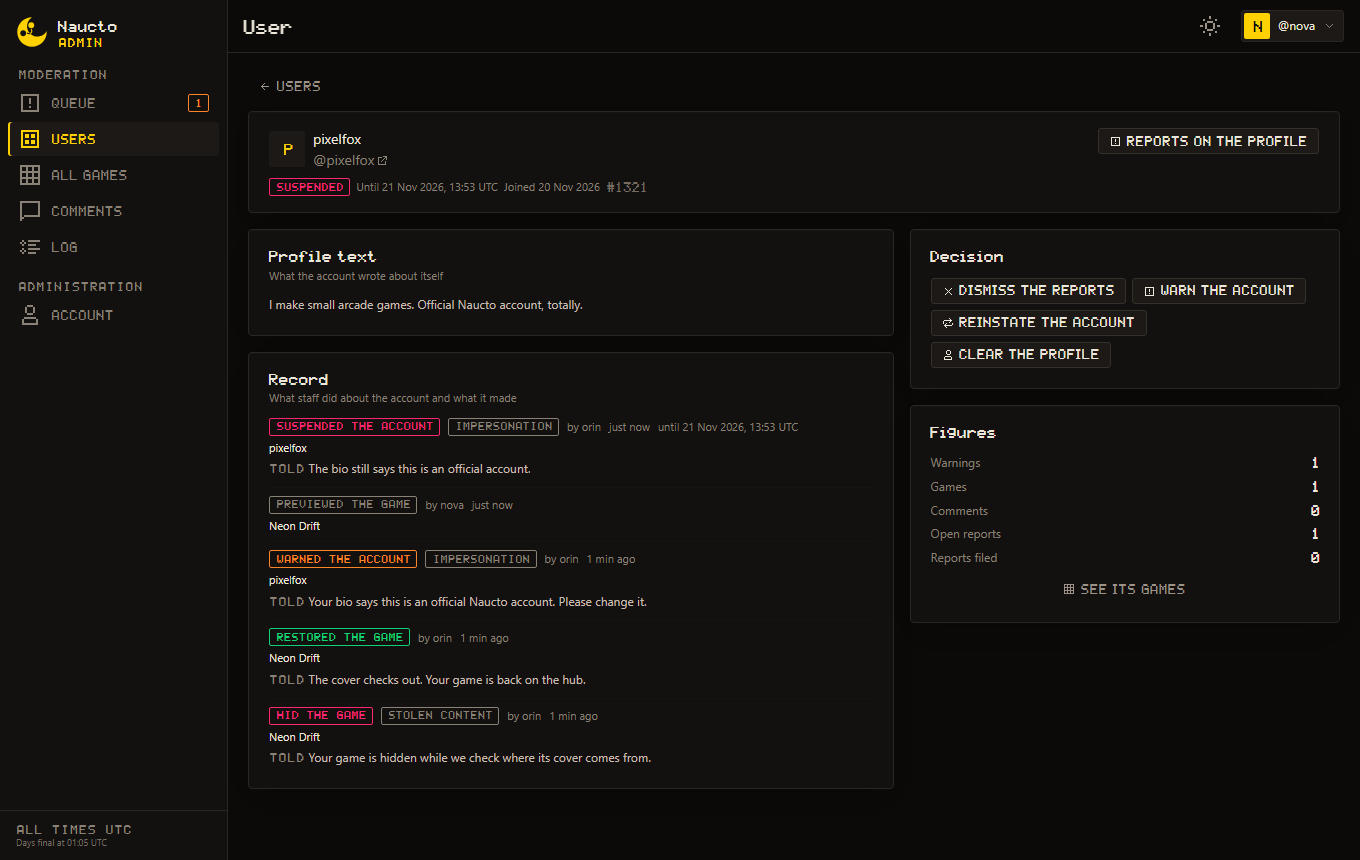 Naucto
ADMIN
User
N @nova
MODERATION
QUEUE 1
USERS
ALL GAMES
COMMENTS
LOG
ADMINISTRATION
ACCOUNT
ALL TIMES UTC
Days final at 01:05 UTC
← USERS
P
pixelfox
@pixelfox
REPORTS ON THE PROFILE
SUSPENDED Until 21 Nov 2026, 13:53 UTC Joined 20 Nov 2026 #1321
Profile text
What the account wrote about itself
I make small arcade games. Official Naucto account, totally.
Record
What staff did about the account and what it made
SUSPENDED THE ACCOUNT IMPERSONATION by orin just now until 21 Nov 2026, 13:53 UTC
pixelfox
TOLD The bio still says this is an official account.
PREVIEWED THE GAME by nova just now
Neon Drift
WARNED THE ACCOUNT IMPERSONATION by orin 1 min ago
pixelfox
TOLD Your bio says this is an official Naucto account. Please change it.
RESTORED THE GAME by orin 1 min ago
Neon Drift
TOLD The cover checks out. Your game is back on the hub.
HID THE GAME STOLEN CONTENT by orin 1 min ago
Neon Drift
TOLD Your game is hidden while we check where its cover comes from.
Decision
DISMISS THE REPORTS WARN THE ACCOUNT
REINSTATE THE ACCOUNT
CLEAR THE PROFILE
Figures
Warnings 1
Games 1
Comments 0
Open reports 1
Reports filed 0
SEE ITS GAMES